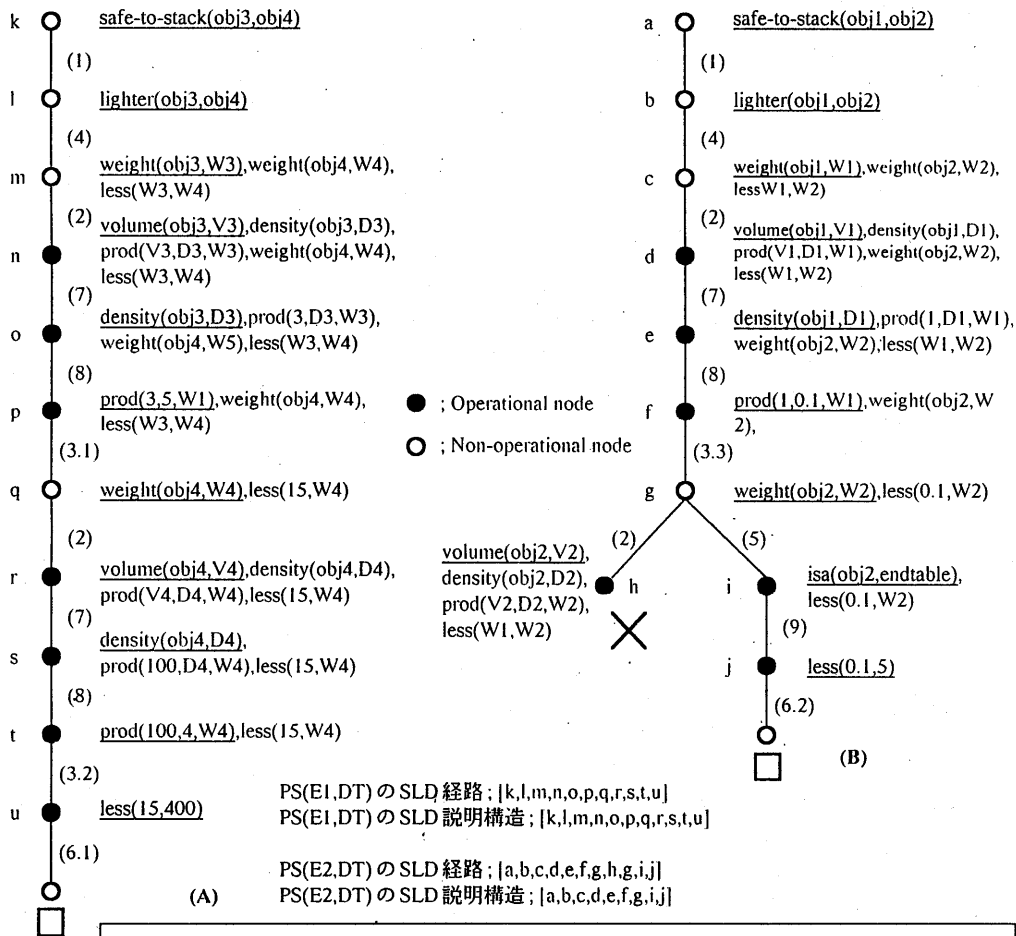 k safe-to-stack(obj3,obj4)
(1)
l lighter(obj3,obj4)
(4)
m weight(obj3,W3),weight(obj4,W4),
less(W3,W4)
(2)
n volume(obj3,V3),density(obj3,D3),
prod(V3,D3,W3),weight(obj4,W4),
less(W3,W4)
(7)
o density(obj3,D3),prod(3,D3,W3),
weight(obj4,W5),less(W3,W4)
(8)
p prod(3,5,W1),weight(obj4,W4),
less(W3,W4)
(3.1)
q weight(obj4,W4),less(15,W4)
(2)
r volume(obj4,V4),density(obj4,D4),
prod(V4,D4,W4),less(15,W4)
(7)
s density(obj4,D4),
prod(100,D4,W4),less(15,W4)
(8)
t prod(100,4,W4),less(15,W4)
(3.2)
u less(15,400)
(6.1)
(A)
; Operational node
; Non-operational node
a safe-to-stack(obj1,obj2)
(1)
b lighter(obj1,obj2)
(4)
c weight(obj1,W1),weight(obj2,W2),
lessW1,W2)
(2)
d volume(obj1,V1),density(obj1,D1),
prod(V1,D1,W1),weight(obj2,W2),
less(W1,W2)
(7)
e density(obj1,D1),prod(1,D1,W1),
weight(obj2,W2),less(W1,W2)
(8)
f prod(1,0.1,W1),weight(obj2,W
2),
(3.3)
g weight(obj2,W2),less(0.1,W2)
(2) (5)
volume(obj2,V2),
density(obj2,D2),
prod(V2,D2,W2),
less(W1,W2)
h
i isa(obj2,endtable),
less(0.1,W2)
(9)
j less(0.1,5)
(6.2)
(B)
PS(E1,DT) のSLD 経路 ; [k,l,m,n,o,p,q,r,s,t,u]
PS(E1,DT) のSLD 説明構造 ; [k,l,m,n,o,p,q,r,s,t,u]
PS(E2,DT) のSLD 経路 ; [a,b,c,d,e,f,g,h,g,i,j]
PS(E2,DT) のSLD 説明構造 ; [a,b,c,d,e,f,g,i,j]